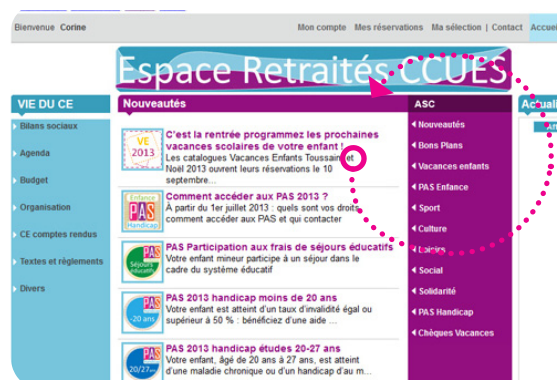 Bienvenue Corine
Mon compte Mes réservations Ma sélection | Contact Accuei
Espace Retraités CCUES
VIE DU CE
Bilans sociaux
Agenda
Budget
Organisation
CE comptes rendus
Textes et règlements
Divers
Nouveautés
VE
2013
C'est la rentrée programmez les prochaines
vacances scolaires de votre enfant !
Les catalogues Vacances Enfants Toussaint et
Noël 2013 ouvrent leurs réservations le 10
septembre...
Enfance
PAS
Handicap
Comment accéder aux PAS 2013 ?
À partir du 1er juillet 2013 : quels sont vos droits,
comment accéder aux PAS et qui contacter
PAS
Séjours
éducatifs
PAS Participation aux frais de séjours éducatifs
Votre enfant mineur participe à un séjour dans le
cadre du système éducatif
PAS
-20 ans
PAS 2013 handicap moins de 20 ans
Votre enfant est atteint d'un taux d'invalidité égal ou
supérieur à 50 % : bénéficiez d'une aide ...
PAS
20/27
PAS 2013 handicap études 20-27 ans
Votre enfant, âgé de 20 ans à 27 ans, est atteint
d'une maladie chronique ou d'un handicap d'au m...
ASC
Nouveautés
Bons Plans
Vacances enfants
PAS Enfance
Sport
Culture
Loisirs
Social
Solidarité
PAS Handicap
Chèques Vacances
Actuali